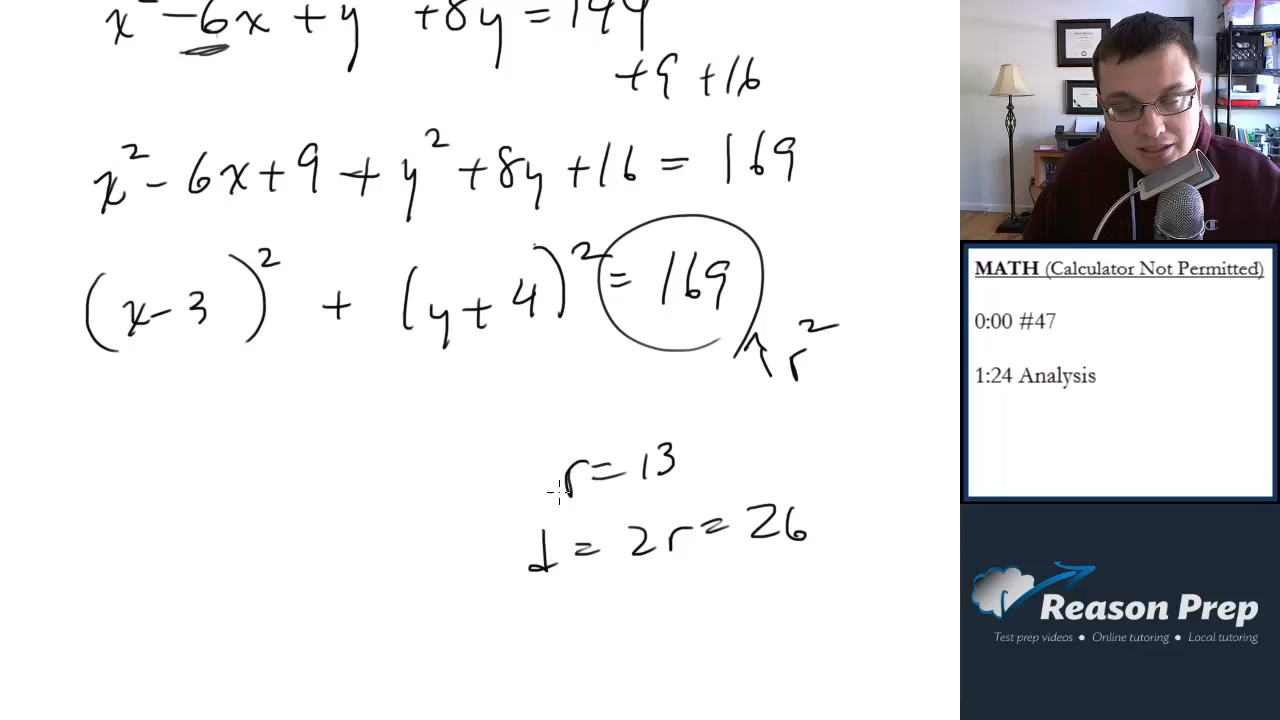 x² - 6x + y² + 8y = 144
+9 +16
x² - 6x + 9 + y² + 8y + 16 = 169
(x - 3)² + (y + 4)² = 169
r²
r = 13
d = 2r = 26
MATH (Calculator Not Permitted)
0:00 #47
1:24 Analysis
Reason Prep
Test prep videos ● Online tutoring ● Local tutoring